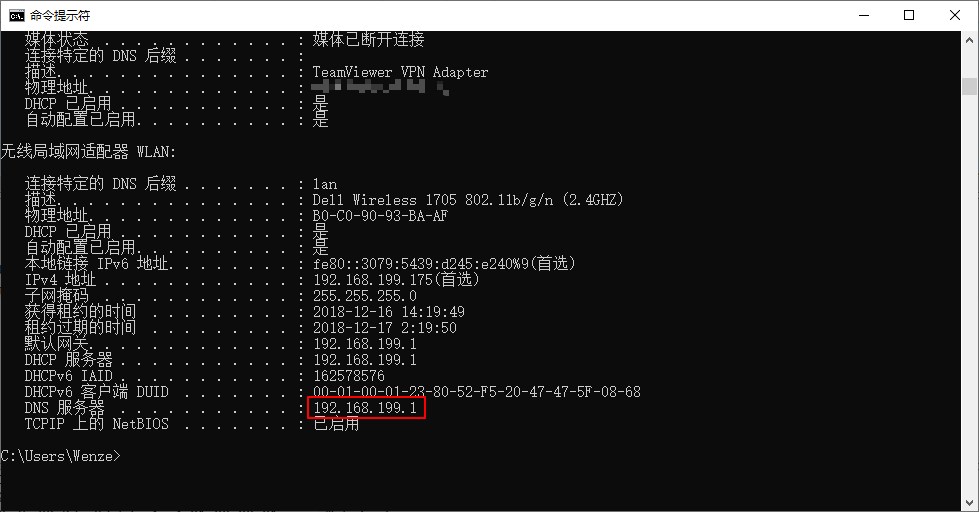 命令提示符
媒体状态 . . . . . . . . . . . . : 媒体已断开连接
连接特定的 DNS 后缀 . . . . . . . :
描述. . . . . . . . . . . . . . . : TeamViewer VPN Adapter
物理地址. . . . . . . . . . . . . :
DHCP 已启用 . . . . . . . . . . . : 是
自动配置已启用. . . . . . . . . . : 是
无线局域网适配器 WLAN:
连接特定的 DNS 后缀 . . . . . . . : lan
描述. . . . . . . . . . . . . . . : Dell Wireless 1705 802.11b/g/n (2.4GHZ)
物理地址. . . . . . . . . . . . . : B0-C0-90-93-BA-AF
DHCP 已启用 . . . . . . . . . . . : 是
自动配置已启用. . . . . . . . . . : 是
本地链接 IPv6 地址. . . . . . . . : fe80::3079:5439:d245:e240%9(首选)
IPv4 地址 . . . . . . . . . . . . : 192.168.199.175(首选)
子网掩码 . . . . . . . . . . . . : 255.255.255.0
获得租约的时间 . . . . . . . . . : 2018-12-16 14:19:49
租约过期的时间 . . . . . . . . . : 2018-12-17 2:19:50
默认网关. . . . . . . . . . . . . : 192.168.199.1
DHCP 服务器 . . . . . . . . . . . : 192.168.199.1
DHCPv6 IAID . . . . . . . . . . . : 162578576
DHCPv6 客户端 DUID . . . . . . . : 00-01-00-01-23-80-52-F5-20-47-47-5F-08-68
DNS 服务器 . . . . . . . . . . . : 192.168.199.1
TCPIP 上的 NetBIOS . . . . . . . : 已启用
C:\Users\Wenze>